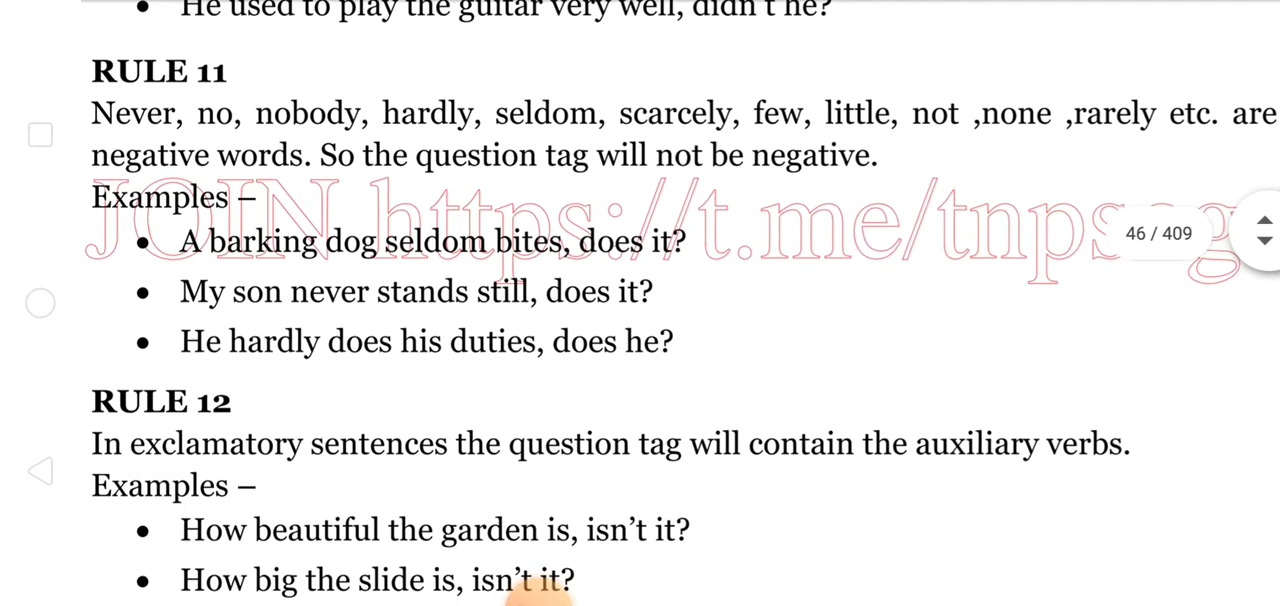 • He used to play the guitar very well, didn't he?
RULE 11
Never, no, nobody, hardly, seldom, scarcely, few, little, not ,none ,rarely etc. are
negative words. So the question tag will not be negative.
Examples –
JOIN https://t.me/tnps
• A barking dog seldom bites, does it?
46 / 409
• My son never stands still, does it?
• He hardly does his duties, does he?
RULE 12
In exclamatory sentences the question tag will contain the auxiliary verbs.
Examples –
• How beautiful the garden is, isn't it?
• How big the slide is, isn't it?